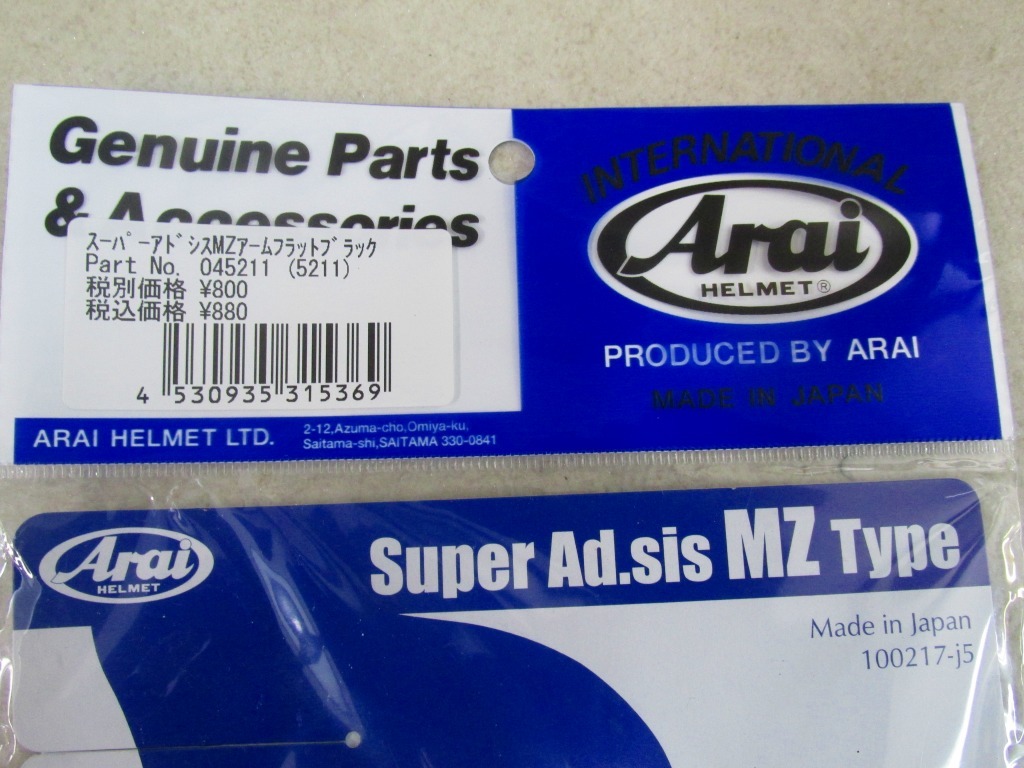 Genuine Parts
& Accessories
スーパーアドシスMZアームフラットブラック
Part No. 045211 (5211)
税別価格 ¥800
税込価格 ¥880
4 530935 315369
ARAI HELMET LTD.
2-12,Azuma-cho,Omiya-ku,
Saitama-shi,SAITAMA 330-0841
INTERNATIONAL
Arai
HELMET®
PRODUCED BY ARAI
MADE IN JAPAN
Arai
HELMET
Super Ad.sis MZ Type
Made in Japan
100217-j5